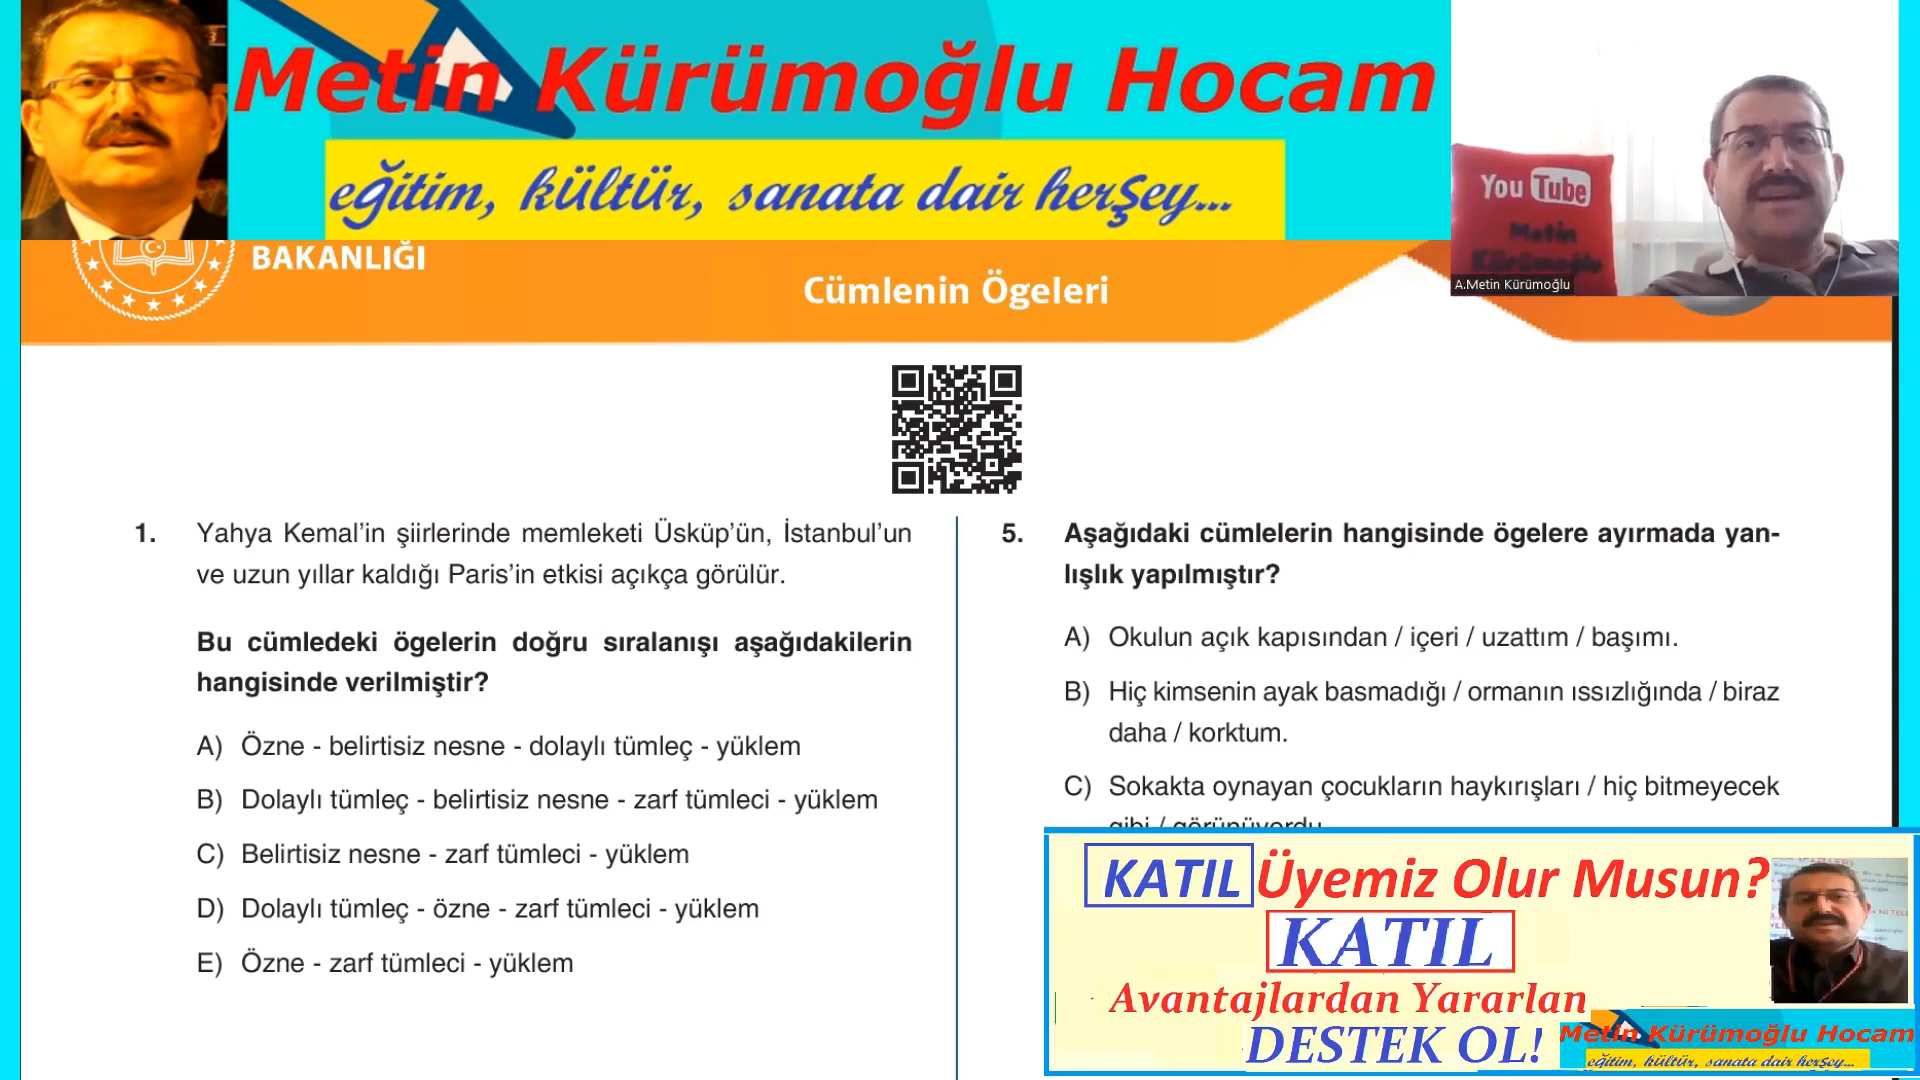 Metin Kürümoğlu Hocam
eğitim, kültür, sanata dair herşey...
You Tube
Metin
Kürümoğlu
A.Metin Kürümoğlu
BAKANLIĞI
Cümlenin Ögeleri
1. Yahya Kemal’in şiirlerinde memleketi Üsküp’ün, İstanbul’un
ve uzun yıllar kaldığı Paris’in etkisi açıkça görülür.
Bu cümledeki ögelerin doğru sıralanışı aşağıdakilerin
hangisinde verilmiştir?
A) Özne - belirtisiz nesne - dolaylı tümleç - yüklem
B) Dolaylı tümleç - belirtisiz nesne - zarf tümleci - yüklem
C) Belirtisiz nesne - zarf tümleci - yüklem
D) Dolaylı tümleç - özne - zarf tümleci - yüklem
E) Özne - zarf tümleci - yüklem
5. Aşağıdaki cümlelerin hangisinde ögelere ayırmada yan-
lışlık yapılmıştır?
A) Okulun açık kapısından / içeri / uzattım / başımı.
B) Hiç kimsenin ayak basmadığı / ormanın ıssızlığında / biraz
daha / korktum.
C) Sokakta oynayan çocukların haykırışları / hiç bitmeyecek
gibi / görünüyordu.
KATIL Üyemiz Olur Musun?
KATIL
Avantajlardan Yararlan
DESTEK OL!
Metin Kürümoğlu Hocam
eğitim, kültür, sanata dair herşey...